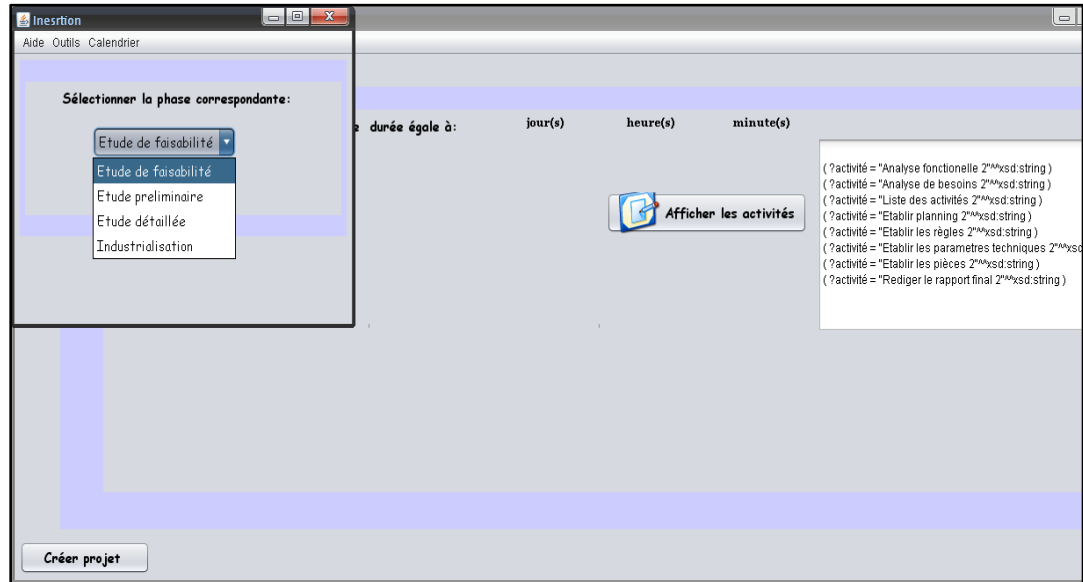 Inesrtion
Aide Outils Calendrier
Sélectionner la phase correspondante:
Etude de faisabilité
Etude de faisabilité
Etude preliminaire
Etude détaillée
Industrialisation
durée égale à:
jour(s) heure(s) minute(s)
Afficher les activités
( ?activité = "Analyse fonctionelle 2"^^xsd:string )
( ?activité = "Analyse de besoins 2"^^xsd:string )
( ?activité = "Liste des activités 2"^^xsd:string )
( ?activité = "Etablir planning 2"^^xsd:string )
( ?activité = "Etablir les règles 2"^^xsd:string )
( ?activité = "Etablir les parametres techniques 2"^^xsd
( ?activité = "Etablir les pièces 2"^^xsd:string )
( ?activité = "Rediger le rapport final 2"^^xsd:string )
Créer projet